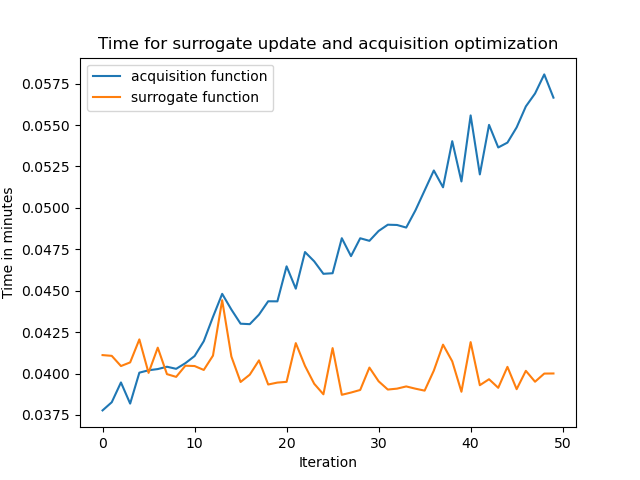 Time for surrogate update and acquisition optimization
acquisition function
surrogate function
0.0575
0.0550
0.0525
0.0500
0.0475
0.0450
0.0425
0.0400
0.0375
Time in minutes
0 10 20 30 40 50
Iteration